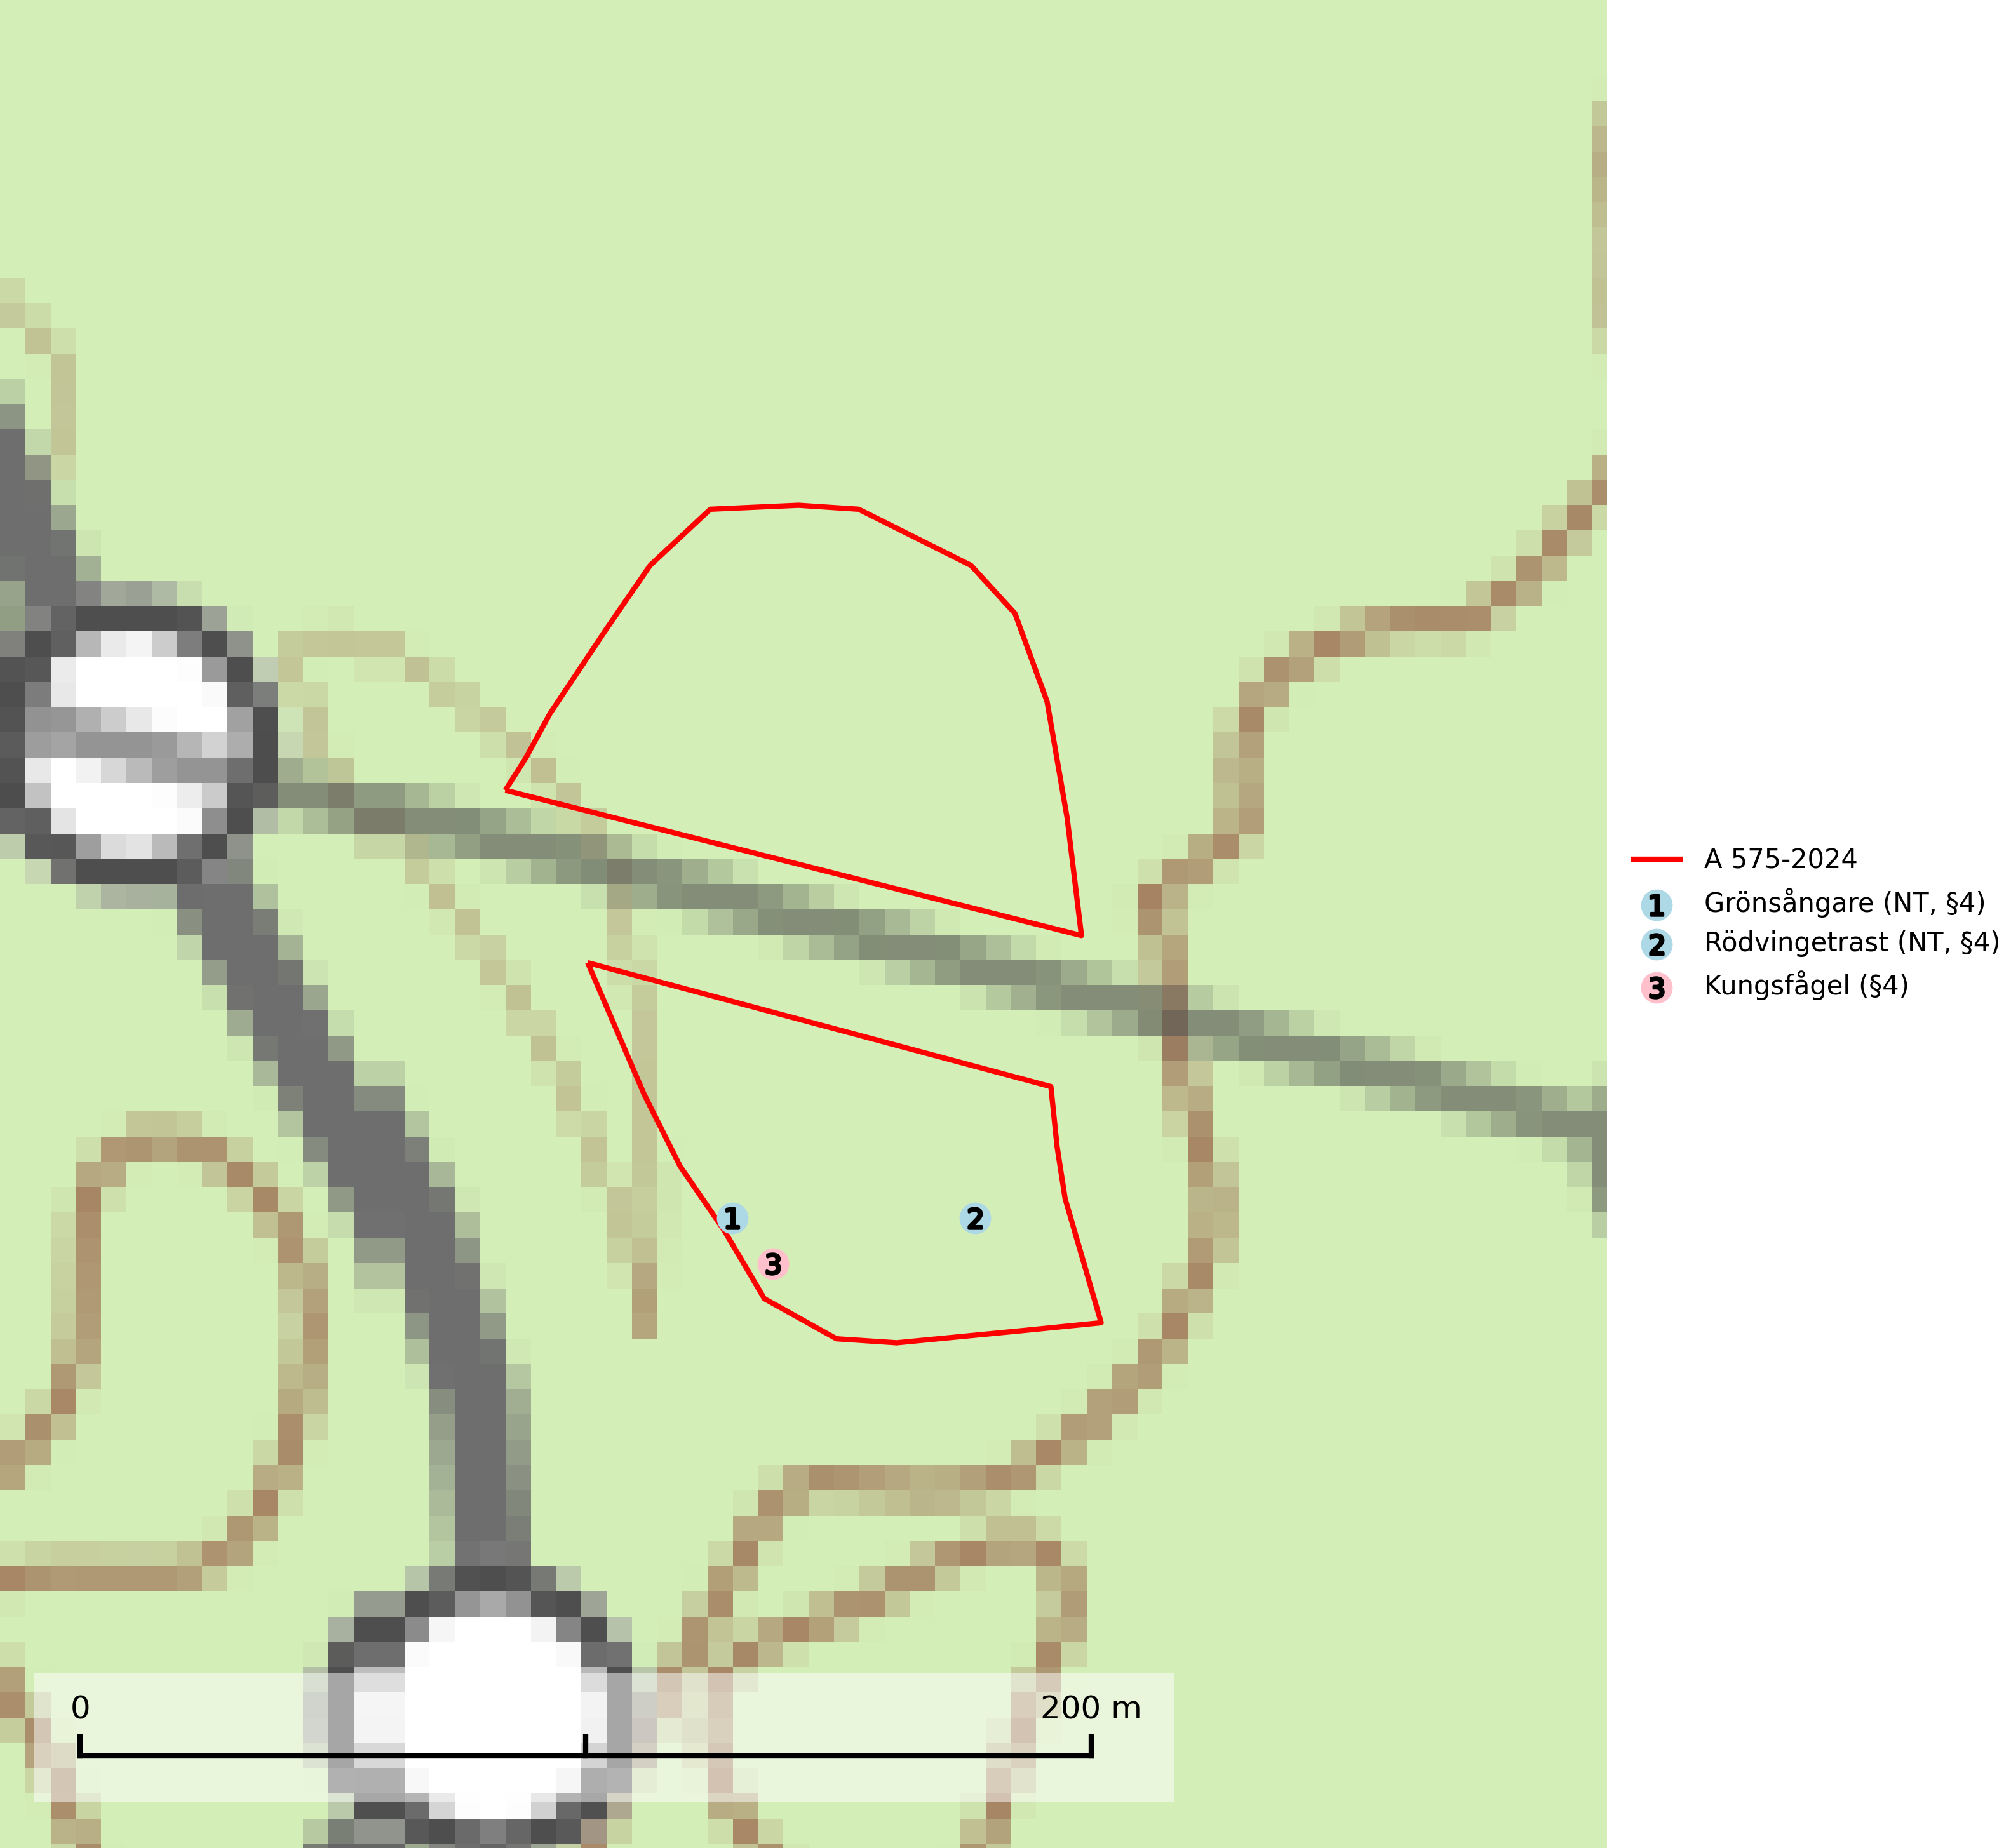 A 575-2024
1 Grönsångare (NT, §4)
2 Rödvingetrast (NT, §4)
3 Kungsfågel (§4)
1
2
3
0
200 m